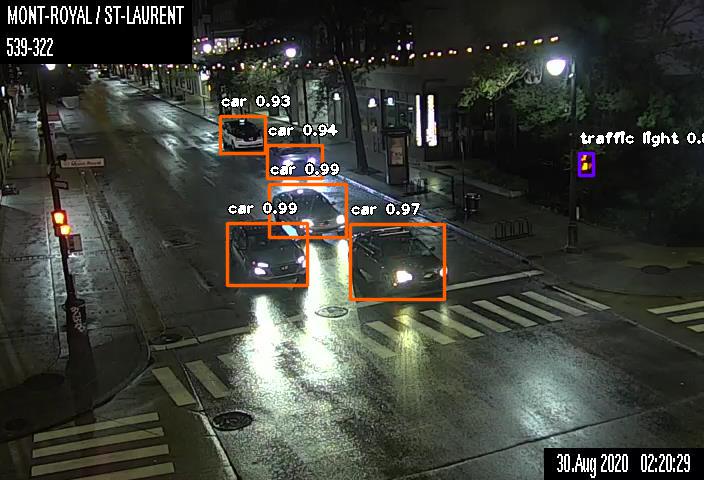 MONT-ROYAL / ST-LAURENT
539-322
car 0.93
car 0.94
traffic light 0.8
car 0.99
car 0.99
car 0.97
30.Aug 2020 02:20:29